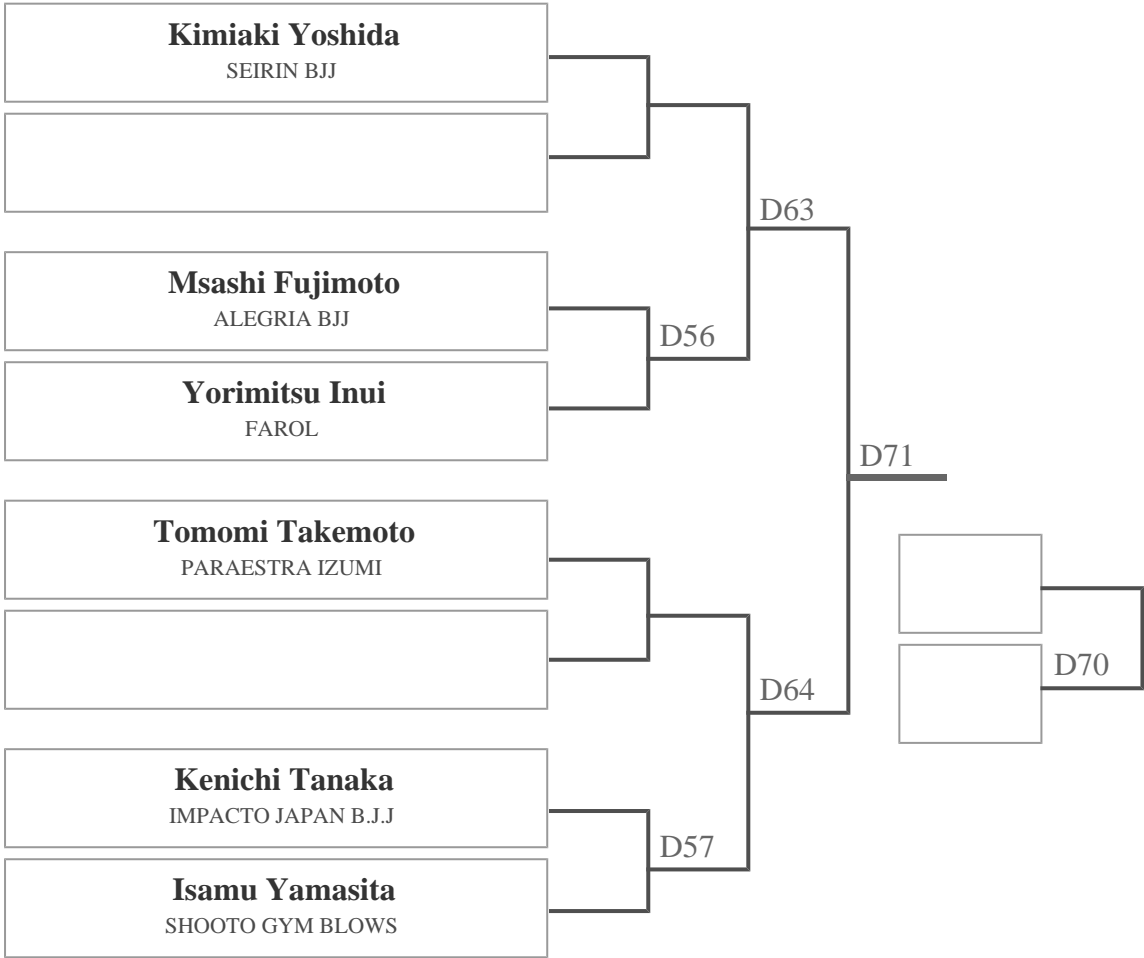 Kimiaki Yoshida
SEIRIN BJJ
D63
Msashi Fujimoto
ALEGRIA BJJ
D56
Yorimitsu Inui
FAROL
D71
Tomomi Takemoto
PARAESTRA IZUMI
D70
D64
Kenichi Tanaka
IMPACTO JAPAN B.J.J
D57
Isamu Yamasita
SHOOTO GYM BLOWS